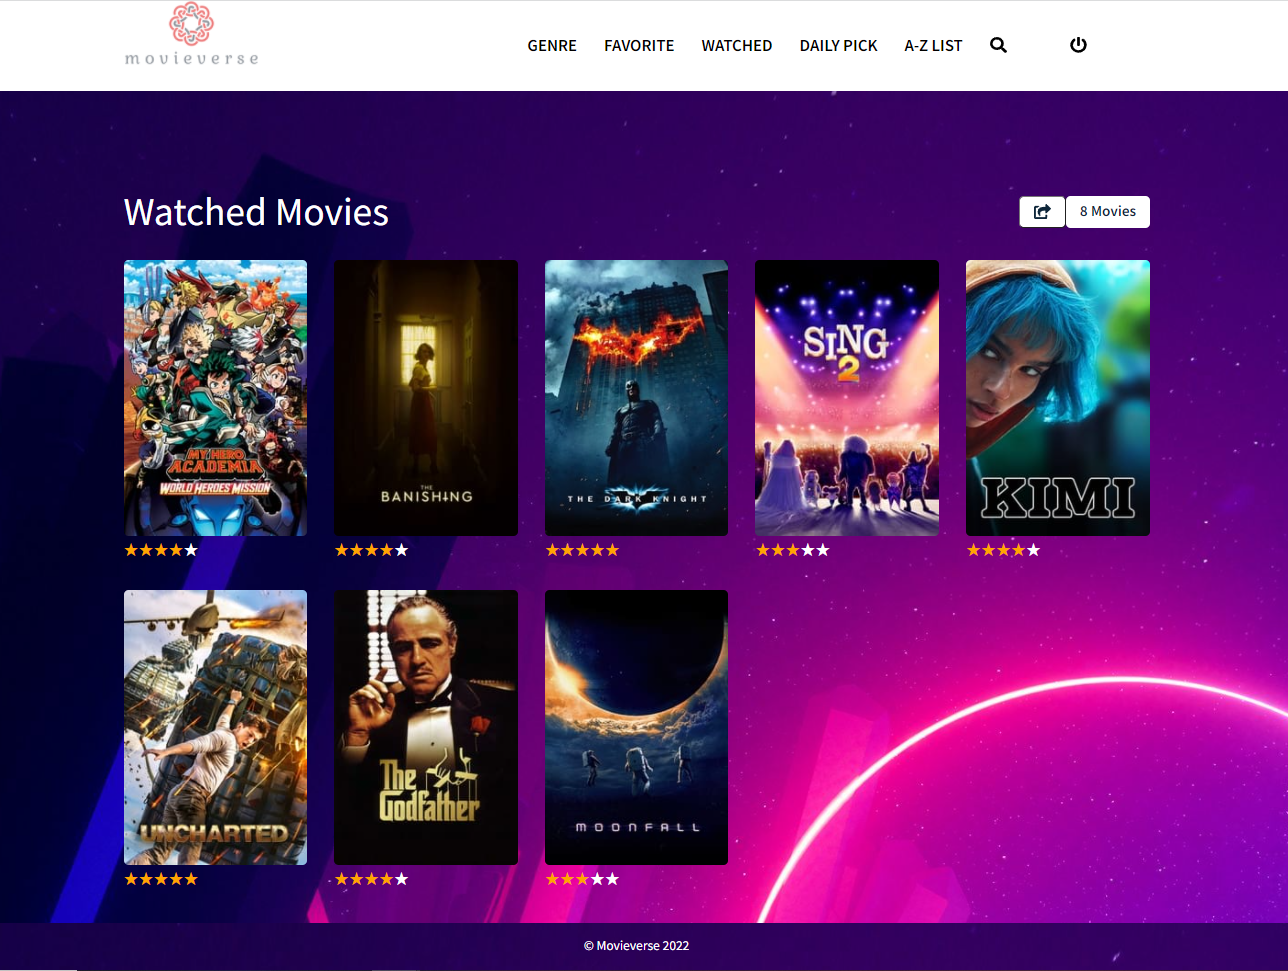 movieverse
GENRE FAVORITE WATCHED DAILY PICK A-Z LIST
Watched Movies
8 Movies
MY HERO
ACADEMIA
WORLD HEROES MISSION
THE
BANISHING
THE DARK KNIGHT
SING
2
KIMI
UNCHARTED
The
Godfather
MOONFALL
© Movieverse 2022